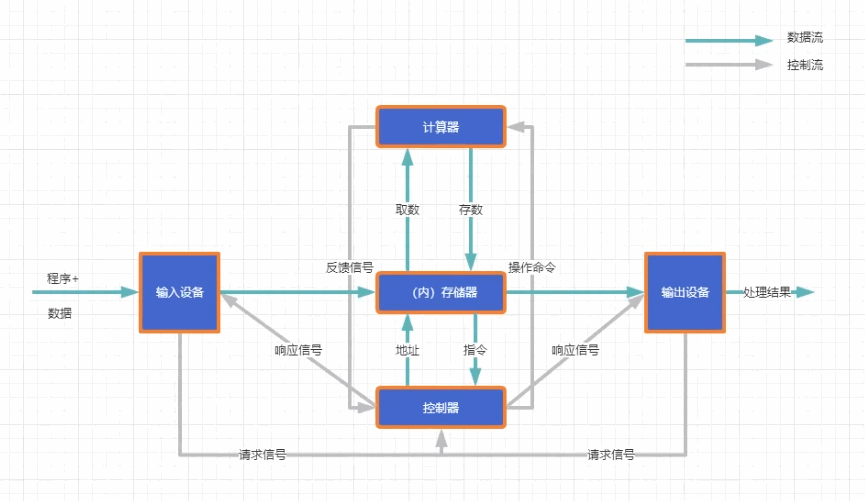 数据流
控制流
计算器
取数
存数
反馈信号
操作命令
程序+
数据
输入设备
（内）存储器
输出设备
处理结果
响应信号
地址
指令
响应信号
控制器
请求信号
请求信号